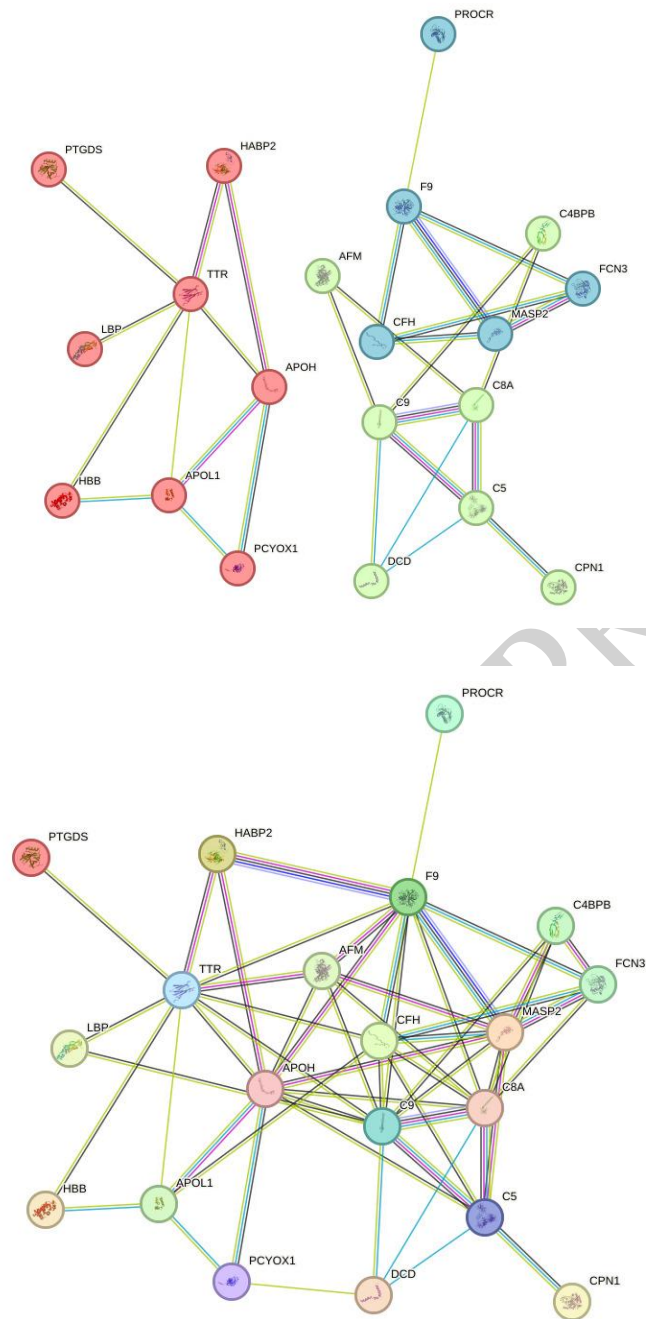 PROCR
PTGDS
HABP2
F9
C4BPB
TTR
AFM
FCN3
LBP
CFH
MASP2
APOH
C9
C8A
HBB
APOL1
C5
PCYOX1
DCD
CPN1
PROCR
PTGDS
HABP2
F9
C4BPB
AFM
FCN3
TTR
MASP2
LBP
CFH
APOH
C8A
C9
HBB
APOL1
C5
PCYOX1
DCD
CPN1